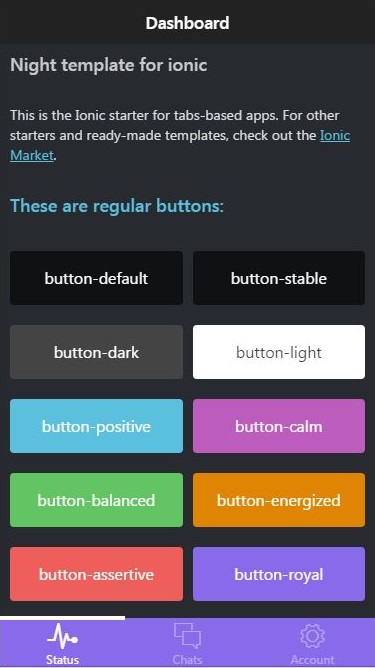 Dashboard
Night template for ionic
This is the Ionic starter for tabs-based apps. For other
starters and ready-made templates, check out the Ionic
Market.
These are regular buttons:
button-default
button-stable
button-dark
button-light
button-positive
button-calm
button-balanced
button-energized
button-assertive
button-royal
Status
Chats
Account